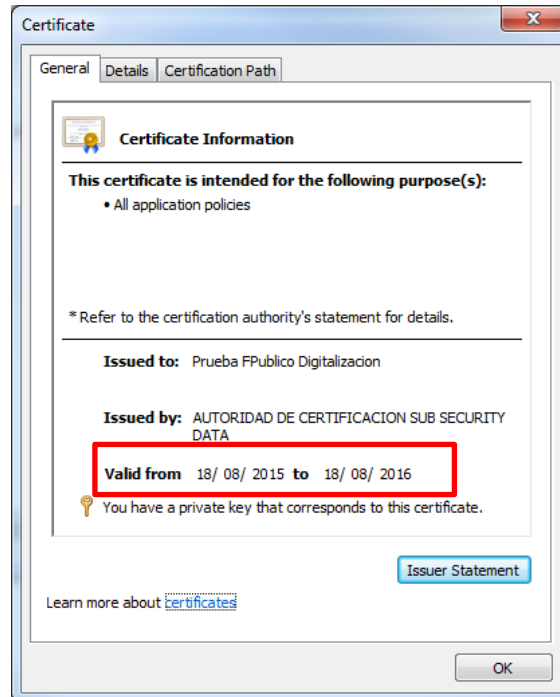 Certificate
General Details Certification Path
Certificate Information
This certificate is intended for the following purpose(s):
• All application policies
* Refer to the certification authority's statement for details.
Issued to: Prueba FPublico Digitalizacion
Issued by: AUTORIDAD DE CERTIFICACION SUB SECURITY
DATA
Valid from 18/ 08/ 2015 to 18/ 08/ 2016
You have a private key that corresponds to this certificate.
Issuer Statement
Learn more about certificates
OK